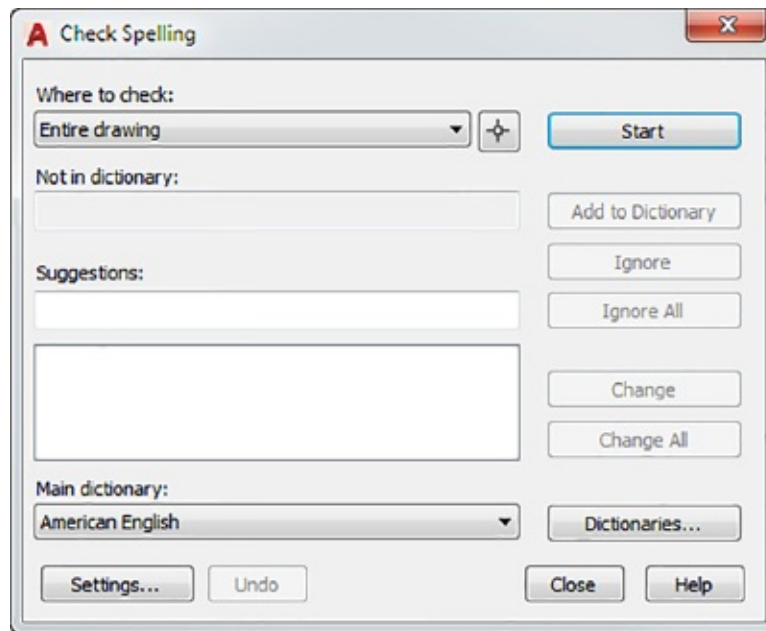 Check Spelling
Where to check:
Entire drawing
Start
Not in dictionary:
Add to Dictionary
Suggestions:
Ignore
Ignore All
Change
Change All
Main dictionary:
American English
Dictionaries...
Settings... Undo Close Help